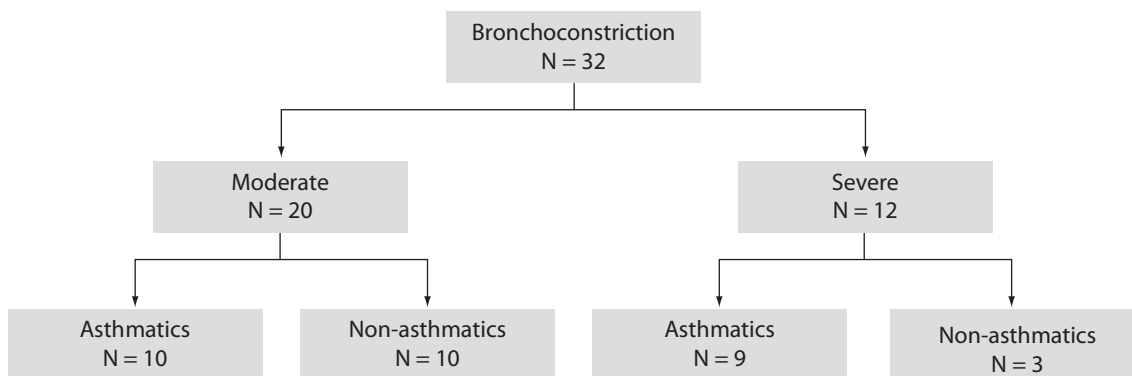 Bronchoconstriction
N = 32
Moderate
N = 20
Severe
N = 12
Asthmatics
N = 10
Non-asthmatics
N = 10
Asthmatics
N = 9
Non-asthmatics
N = 3